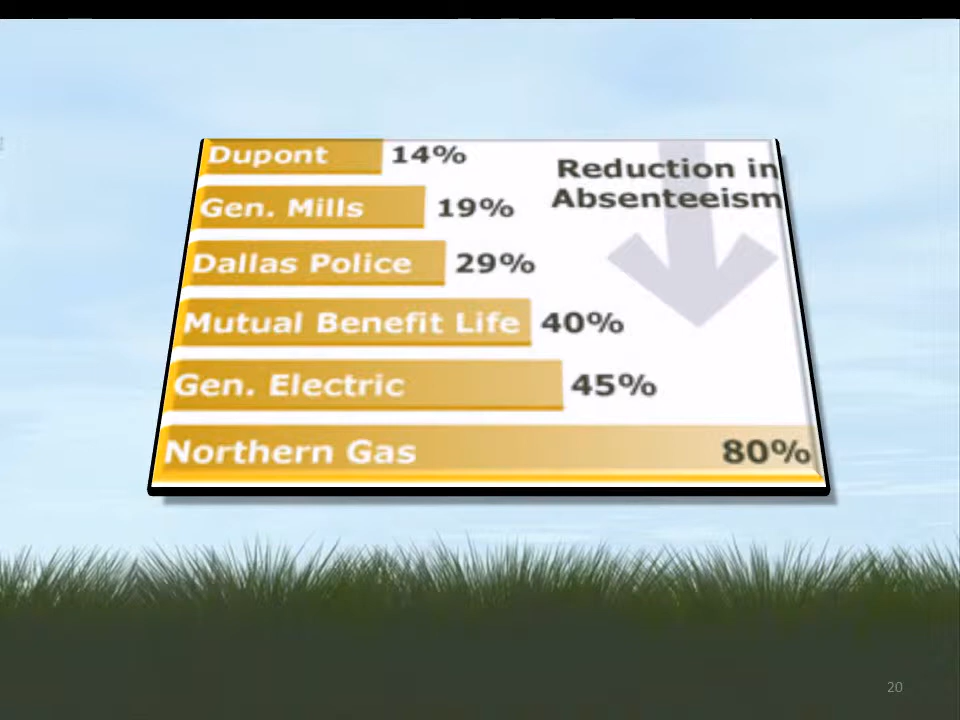 Dupont 14%
Reduction in
Absenteeism
Gen. Mills 19%
Dallas Police 29%
Mutual Benefit Life 40%
Gen. Electric 45%
Northern Gas 80%
20